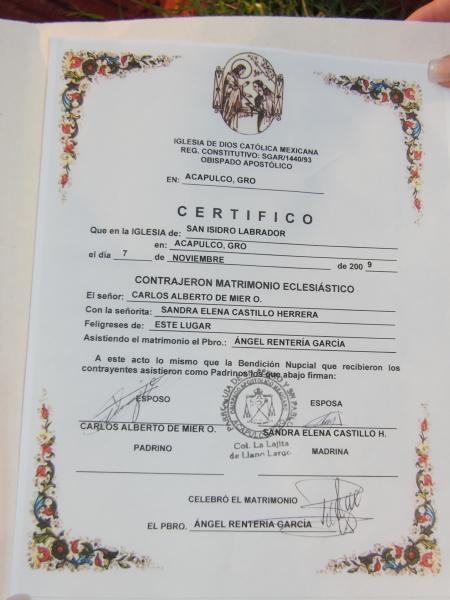 IGLESIA DE DIOS CATÓLICA MEXICANA
REG. CONSTITUTIVO: SGAR/1440/93
OBISPADO APOSTÓLICO
EN: ACAPULCO, GRO
CERTIFICO
Que en la IGLESIA de: SAN ISIDRO LABRADOR
en: ACAPULCO, GRO
el día 7 de NOVIEMBRE de 2009
CONTRAJERON MATRIMONIO ECLESIÁSTICO
El señor: CARLOS ALBERTO DE MIER O.
Con la señorita: SANDRA ELENA CASTILLO HERRERA
Feligreses de: ESTE LUGAR
Asistiendo el matrimonio el Pbro.: ÁNGEL RENTERÍA GARCÍA
A este acto lo mismo que la Bendición Nupcial que recibieron los
contrayentes asistieron como Padrinos los que abajo firman:
ESPOSO ESPOSA
CARLOS ALBERTO DE MIER O. SANDRA ELENA CASTILLO H.
Col. La Lajita
de Llano Largo.
PADRINO MADRINA
CELEBRÓ EL MATRIMONIO
EL PBRO. ÁNGEL RENTERÍA GARCÍA